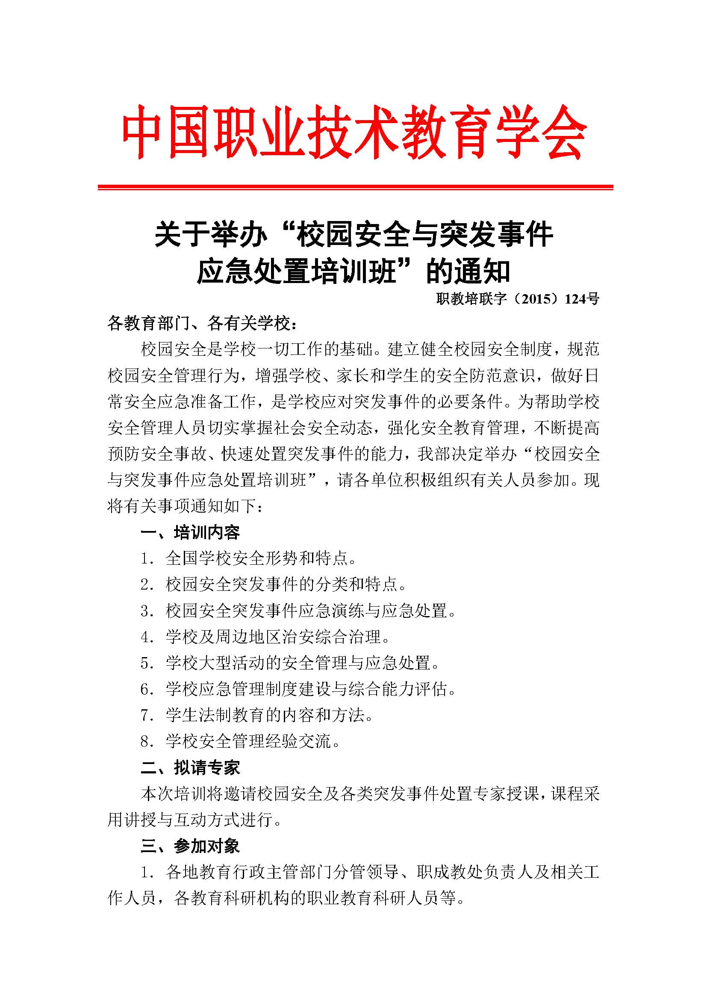 中国职业技术教育学会
关于举办“校园安全与突发事件
应急处置培训班”的通知
职教培联字（2015）124号
各教育部门、各有关学校：
校园安全是学校一切工作的基础。建立健全校园安全制度，规范
校园安全管理行为，增强学校、家长和学生的安全防范意识，做好日
常安全应急准备工作，是学校应对突发事件的必要条件。为帮助学校
安全管理人员切实掌握社会安全动态，强化安全教育管理，不断提高
预防安全事故、快速处置突发事件的能力，我部决定举办“校园安全
与突发事件应急处置培训班”，请各单位积极组织有关人员参加。现
将有关事项通知如下：
一、培训内容
1．全国学校安全形势和特点。
2．校园安全突发事件的分类和特点。
3．校园安全突发事件应急演练与应急处置。
4．学校及周边地区治安综合治理。
5．学校大型活动的安全管理与应急处置。
6．学校应急管理制度建设与综合能力评估。
7．学生法制教育的内容和方法。
8．学校安全管理经验交流。
二、拟请专家
本次培训将邀请校园安全及各类突发事件处置专家授课，课程采
用讲授与互动方式进行。
三、参加对象
1．各地教育行政主管部门分管领导、职成教处负责人及相关工
作人员，各教育科研机构的职业教育科研人员等。